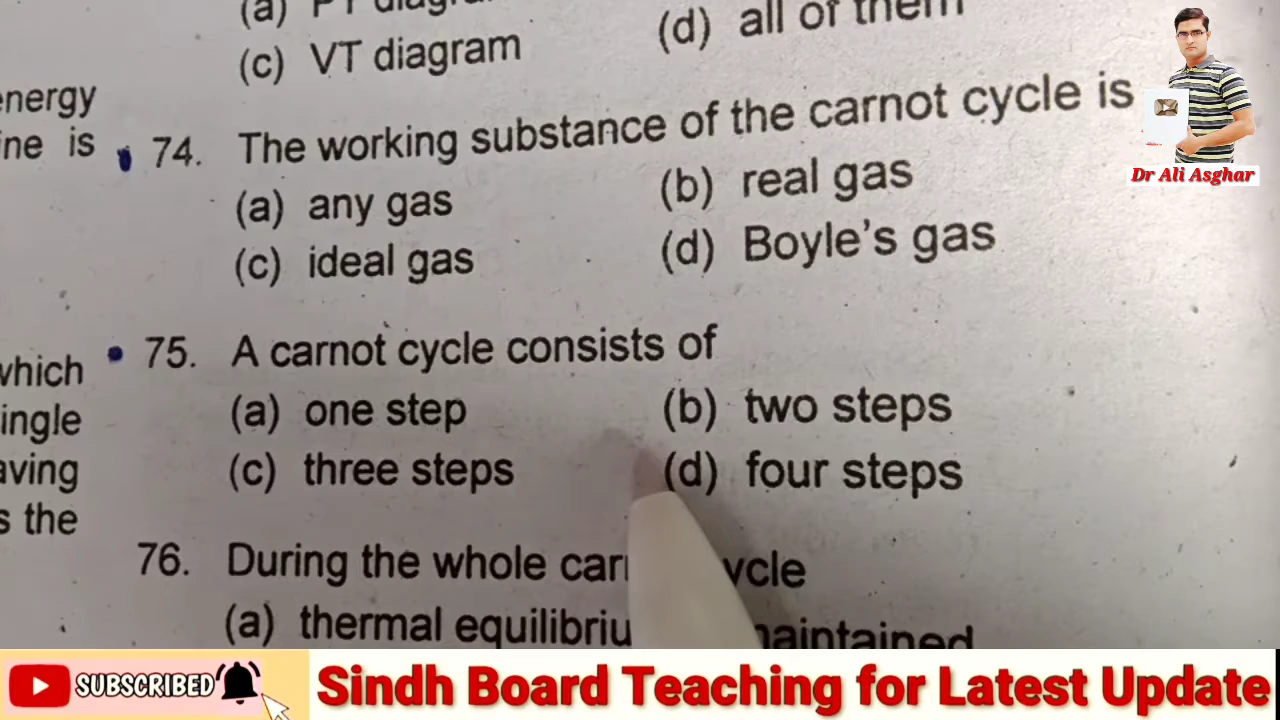 (a)
(c) VT diagram
(d) all of them
energy
ine is
74. The working substance of the carnot cycle is
(a) any gas
(b) real gas
(c) ideal gas
(d) Boyle's gas
which
ingle
aving
s the
75. A carnot cycle consists of
(a) one step
(b) two steps
(c) three steps
(d) four steps
76. During the whole car ycle
(a) thermal equilibriu aintained
Dr Ali Asghar
SUBSCRIBED
Sindh Board Teaching for Latest Update